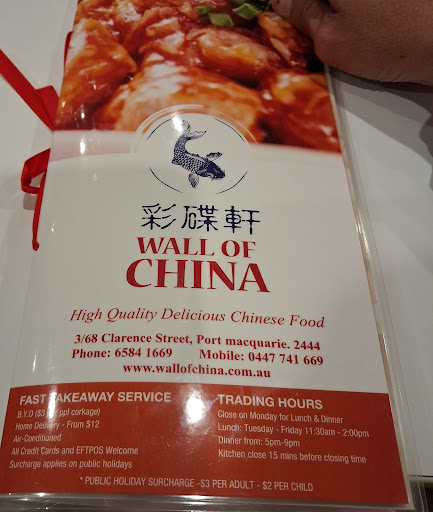 彩碟軒
WALL OF
CHINA
High Quality Delicious Chinese Food
3/68 Clarence Street, Port macquarie. 2444
Phone: 6584 1669 Mobile: 0447 741 669
www.wallofchina.com.au
FAST TAKEAWAY SERVICE
B.Y.O ($3 per ppl corkage)
Home Delivery - From $12
Air-Conditioned
All Credit Cards and EFTPOS Welcome
Surcharge applies on public holidays
TRADING HOURS
Close on Monday for Lunch & Dinner
Lunch: Tuesday - Friday 11:30am - 2:00pm
Dinner from: 5pm-9pm
Kitchen close 15 mins before closing time
* PUBLIC HOLIDAY SURCHARGE -$3 PER ADULT - $2 PER CHILD